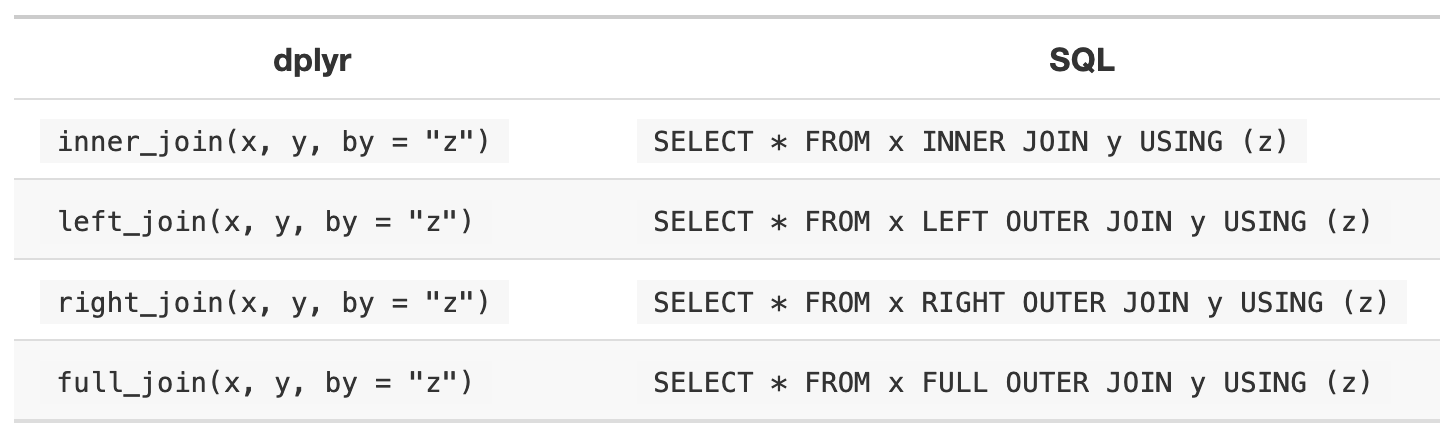 dplyr SQL
inner_join(x, y, by = "z") SELECT * FROM x INNER JOIN y USING (z)
left_join(x, y, by = "z") SELECT * FROM x LEFT OUTER JOIN y USING (z)
right_join(x, y, by = "z") SELECT * FROM x RIGHT OUTER JOIN y USING (z)
full_join(x, y, by = "z") SELECT * FROM x FULL OUTER JOIN y USING (z)